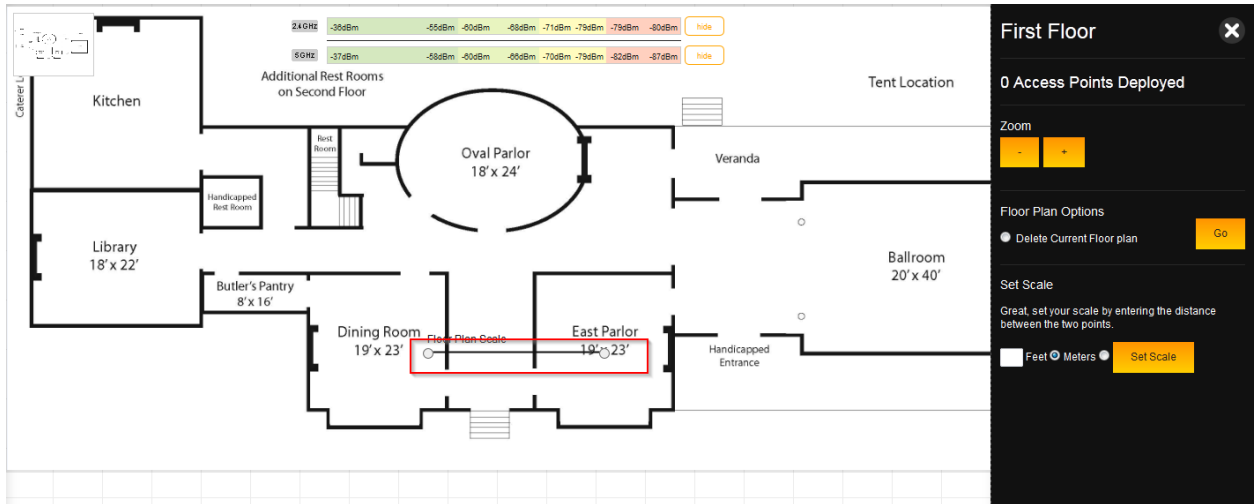 2.4GHz -36dBm -55dBm -60dBm -68dBm -71dBm -79dBm -79dBm -80dBm hide
5GHz -37dBm -58dBm -60dBm -66dBm -70dBm -79dBm -82dBm -87dBm hide
Additional Rest Rooms
on Second Floor
Tent Location
Kitchen
Caterer
Rest
Room
Oval Parlor
18' x 24'
Veranda
Handicapped
Rest Room
Library
18' x 22'
Ballroom
20' x 40'
Butler's Pantry
8' x 16'
Dining Room
19' x 23'
Floor Plan Scale
East Parlor
19' x 23'
Handicapped
Entrance
First Floor
0 Access Points Deployed
Zoom
- +
Floor Plan Options
Delete Current Floor plan
Go
Set Scale
Great, set your scale by entering the distance
between the two points.
Feet Meters Set Scale